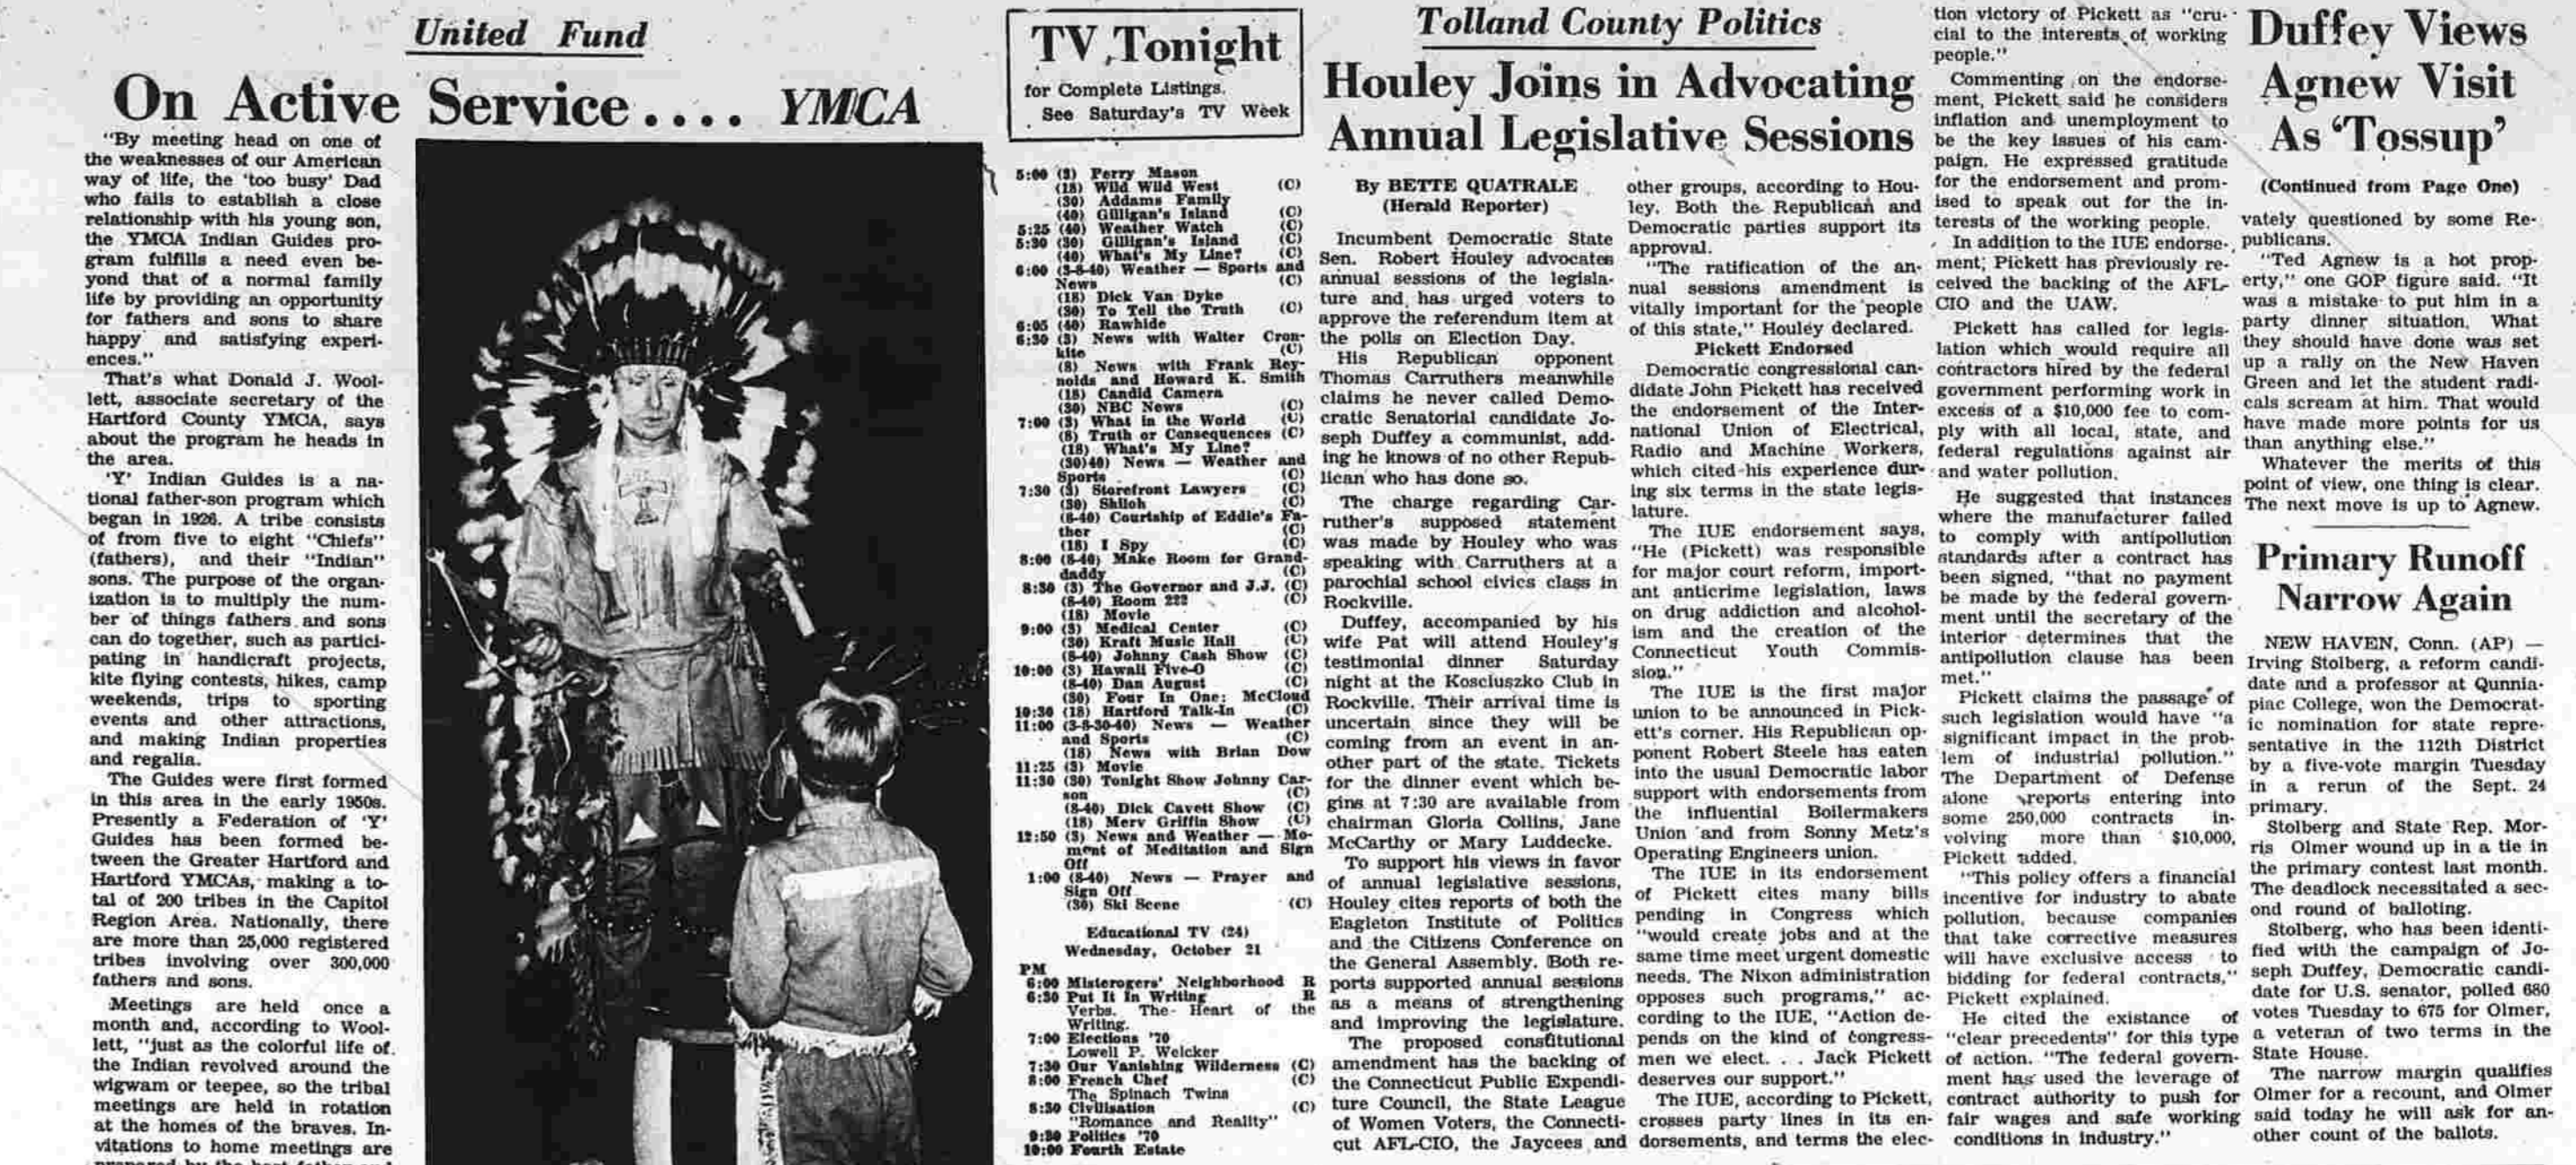 United Fund
On Active Service.... YMCA
"By meeting head on one of
the weaknesses of our American
way of life, the 'too busy' Dad
who fails to establish a close
relationship with his young son,
the YMCA Indian Guides pro-
gram fulfills a need even be-
yond that of a normal family
life by providing an opportunity
for fathers and sons to share
happy and satisfying experi-
ences."
That's what Donald J. Wool-
lett, associate secretary of the
Hartford County YMCA, says
about the program he heads in
the area.
'Y' Indian Guides is a na-
tional father-son program which
began in 1926. A tribe consists
of from five to eight "Chiefs"
(fathers), and their "Indian"
sons. The purpose of the organ-
ization is to multiply the num-
ber of things fathers and sons
can do together, such as partici-
pating in handicraft projects,
kite flying contests, hikes, camp
weekends, trips to sporting
events and other attractions,
and making Indian properties
and regalia.
The Guides were first formed
in this area in the early 1950s.
Presently a Federation of 'Y'
Guides has been formed be-
tween the Greater Hartford and
Hartford YMCAs, making a to-
tal of 200 tribes in the Capitol
Region Area. Nationally, there
are more than 25,000 registered
tribes involving over 300,000
fathers and sons.
Meetings are held once a
month and, according to Wool-
lett, "just as the colorful life of
the Indian revolved around the
wigwam or teepee, so the tribal
meetings are held in rotation
at the homes of the braves. In-
vitations to home meetings are
TV Tonight
for Complete Listings.
See Saturday's TV Week
5:00 (3) Perry Mason
(18) Wild Wild West (C)
(30) Addams Family
(40) Gilligan's Island (C)
5:25 (40) Weather Watch (C)
5:30 (30) Gilligan's Island (C)
(40) What's My Line? (C)
6:00 (3-8-40) Weather — Sports and
News (C)
(18) Dick Van Dyke
(30) To Tell the Truth (C)
6:05 (40) Rawhide
6:30 (3) News with Walter Cron-
kite (C)
(8) News with Frank Rey-
nolds and Howard K. Smith
(18) Candid Camera
(30) NBC News (C)
7:00 (3) What in the World (C)
(8) Truth or Consequences (C)
(18) What's My Line?
(30)40) News — Weather and
Sports (C)
7:30 (3) Storefront Lawyers (C)
(30) Shiloh (C)
(8-40) Courtship of Eddie's Fa-
ther (C)
(18) I Spy (C)
8:00 (8-40) Make Room for Grand-
daddy (C)
8:30 (3) The Governor and J.J. (C)
(8-40) Room 222 (C)
(18) Movie
9:00 (3) Medical Center (C)
(30) Kraft Music Hall (C)
(8-40) Johnny Cash Show (C)
10:00 (3) Hawaii Five-O (C)
(8-40) Dan August (C)
(30) Four In One: McCloud
10:30 (18) Hartford Talk-In (C)
11:00 (3-8-30-40) News — Weather
and Sports (C)
(18) News with Brian Dow
11:25 (3) Movie
11:30 (30) Tonight Show Johnny Car-
son (C)
(8-40) Dick Cavett Show (C)
(18) Merv Griffin Show (C)
12:50 (3) News and Weather — Mo-
ment of Meditation and Sign
Off
1:00 (8-40) News — Prayer and
Sign Off
(30) Ski Scene (C)
Educational TV (24)
Wednesday, October 21
PM
6:00 Misterogers' Neighborhood R
6:30 Put It In Writing R
Verbs. The Heart of the
Writing.
7:00 Elections '70
Lowell P. Weicker
7:30 Our Vanishing Wilderness (C)
8:00 French Chef (C)
The Spinach Twins
8:30 Civilisation (C)
"Romance and Reality"
9:30 Politics '70
10:00 Fourth Estate
Tolland County Politics
Houley Joins in Advocating
Annual Legislative Sessions
By BETTE QUATRALE
(Herald Reporter)
Incumbent Democratic State
Sen. Robert Houley advocates
annual sessions of the legisla-
ture and has urged voters to
approve the referendum item at
the polls on Election Day.
His Republican opponent
Thomas Carruthers meanwhile
claims he never called Demo-
cratic Senatorial candidate Jo-
seph Duffey a communist, add-
ing he knows of no other Repub-
lican who has done so.
The charge regarding Car-
ruther's supposed statement
was made by Houley who was
speaking with Carruthers at a
parochial school civics class in
Rockville.
Duffey, accompanied by his
wife Pat will attend Houley's
testimonial dinner Saturday
night at the Kosciuszko Club in
Rockville. Their arrival time is
uncertain since they will be
coming from an event in an-
other part of the state. Tickets
for the dinner event which be-
gins at 7:30 are available from
chairman Gloria Collins, Jane
McCarthy or Mary Luddecke.
To support his views in favor
of annual legislative sessions,
Houley cites reports of both the
Eagleton Institute of Politics
and the Citizens Conference on
the General Assembly. Both re-
ports supported annual sessions
as a means of strengthening
and improving the legislature.
The proposed constitutional
amendment has the backing of
the Connecticut Public Expendi-
ture Council, the State League
of Women Voters, the Connecti-
cut AFL-CIO, the Jaycees and
other groups, according to Hou-
ley. Both the Republican and
Democratic parties support its
approval.
"The ratification of the an-
nual sessions amendment is
vitally important for the people
of this state," Houley declared.
Pickett Endorsed
Democratic congressional can-
didate John Pickett has received
the endorsement of the Inter-
national Union of Electrical,
Radio and Machine Workers,
which cited his experience dur-
ing six terms in the state legis-
lature.
The IUE endorsement says,
"He (Pickett) was responsible
for major court reform, import-
ant anticrime legislation, laws
on drug addiction and alcohol-
ism and the creation of the
Connecticut Youth Commis-
sion."
The IUE is the first major
union to be announced in Pick-
ett's corner. His Republican op-
ponent Robert Steele has eaten
into the usual Democratic labor
support with endorsements from
the influential Boilermakers
Union and from Sonny Metz's
Operating Engineers union.
The IUE in its endorsement
of Pickett cites many bills
pending in Congress which
"would create jobs and at the
same time meet urgent domestic
needs. The Nixon administration
opposes such programs," ac-
cording to the IUE, "Action de-
pends on the kind of congress-
men we elect. . . Jack Pickett
deserves our support."
The IUE, according to Pickett,
crosses party lines in its en-
dorsements, and terms the elec-
tion victory of Pickett as "cru-
cial to the interests of working
people."
Commenting on the endorse-
ment, Pickett said he considers
inflation and unemployment to
be the key issues of his cam-
paign. He expressed gratitude
for the endorsement and prom-
ised to speak out for the in-
terests of the working people.
In addition to the IUE endorse-
ment, Pickett has previously re-
ceived the backing of the AFL-
CIO and the UAW.
Pickett has called for legis-
lation which would require all
contractors hired by the federal
government performing work in
excess of a $10,000 fee to com-
ply with all local, state, and
federal regulations against air
and water pollution.
He suggested that instances
where the manufacturer failed
to comply with antipollution
standards after a contract has
been signed, "that no payment
be made by the federal govern-
ment until the secretary of the
interior determines that the
antipollution clause has been
met."
Pickett claims the passage of
such legislation would have "a
significant impact in the prob-
lem of industrial pollution."
The Department of Defense
alone reports entering into
some 250,000 contracts in-
volving more than $10,000,
Pickett added.
"This policy offers a financial
incentive for industry to abate
pollution, because companies
that take corrective measures
will have exclusive access to
bidding for federal contracts,"
Pickett explained.
He cited the existance of
"clear precedents" for this type
of action. "The federal govern-
ment has used the leverage of
contract authority to push for
fair wages and safe working
conditions in industry."
Duffey Views
Agnew Visit
As 'Tossup'
(Continued from Page One)
vately questioned by some Re-
publicans.
"Ted Agnew is a hot prop-
erty," one GOP figure said. "It
was a mistake to put him in a
party dinner situation. What
they should have done was set
up a rally on the New Haven
Green and let the student radi-
cals scream at him. That would
have made more points for us
than anything else."
Whatever the merits of this
point of view, one thing is clear.
The next move is up to Agnew.
Primary Runoff
Narrow Again
NEW HAVEN, Conn. (AP) —
Irving Stolberg, a reform candi-
date and a professor at Qunnia-
piac College, won the Democrat-
ic nomination for state repre-
sentative in the 112th District
by a five-vote margin Tuesday
in a rerun of the Sept. 24
primary.
Stolberg and State Rep. Mor-
ris Olmer wound up in a tie in
the primary contest last month.
The deadlock necessitated a sec-
ond round of balloting.
Stolberg, who has been identi-
fied with the campaign of Jo-
seph Duffey, Democratic candi-
date for U.S. senator, polled 680
votes Tuesday to 675 for Olmer,
a veteran of two terms in the
State House.
The narrow margin qualifies
Olmer for a recount, and Olmer
said today he will ask for an-
other count of the ballots.